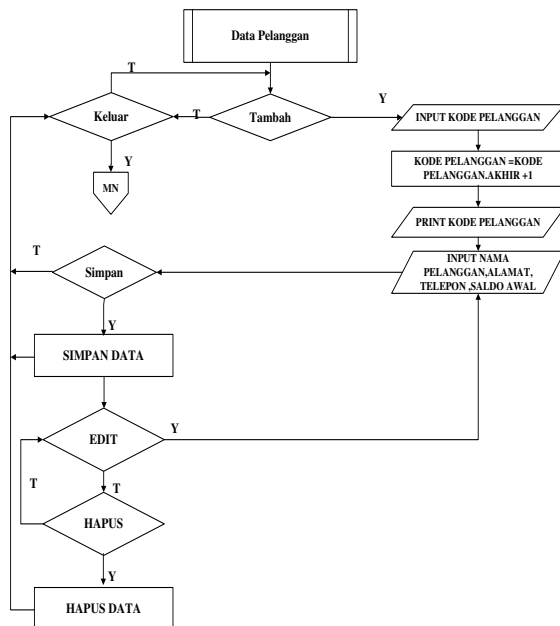 Data Pelanggan
T
Keluar
T
Tambah
Y
INPUT KODE PELANGGAN
Y
MN
KODE PELANGGAN =KODE
PELANGGAN.AKHIR +1
PRINT KODE PELANGGAN
T
Simpan
INPUT NAMA
PELANGGAN,ALAMAT,
TELEPON ,SALDO AWAL
Y
SIMPAN DATA
EDIT
Y
T
T
HAPUS
Y
HAPUS DATA